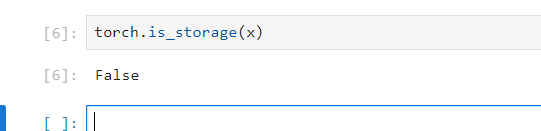 [6]: torch.is_storage(x)
[6]: False
[ ]: